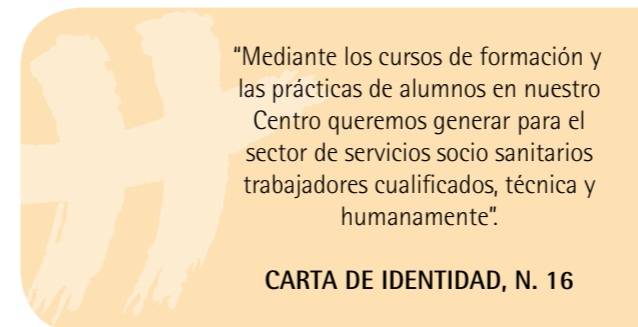 “Mediante los cursos de formación y
las prácticas de alumnos en nuestro
Centro queremos generar para el
sector de servicios socio sanitarios
trabajadores cualificados, técnica y
humanamente”.
CARTA DE IDENTIDAD, N. 16